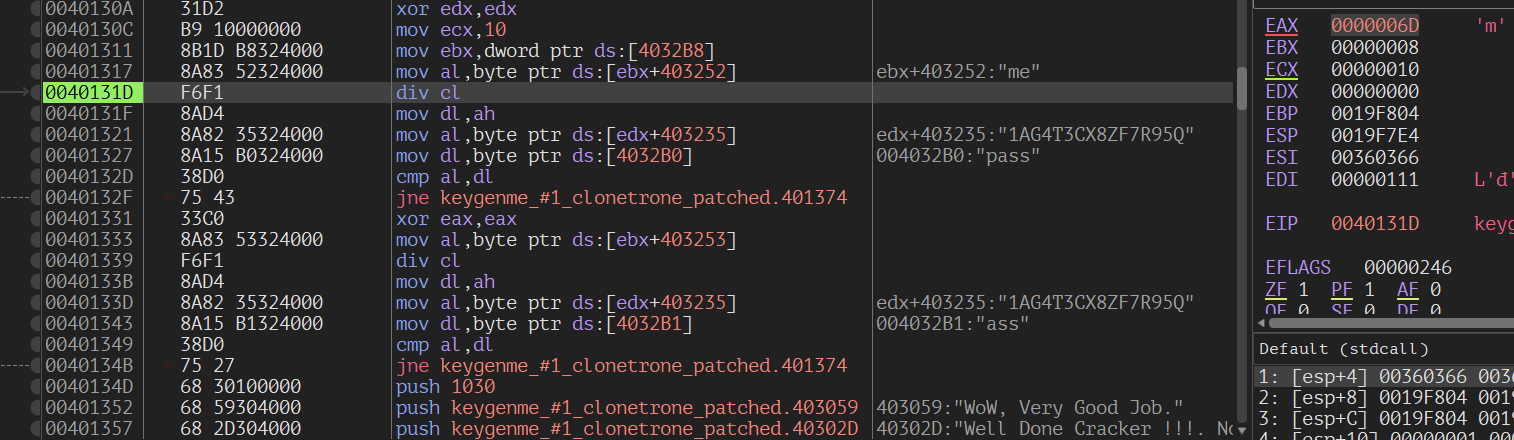 0040130A 31D2 xor edx,edx
0040130C B9 10000000 mov ecx,10
00401311 8B1D B8324000 mov ebx,dword ptr ds:[4032B8]
00401317 8A83 52324000 mov al,byte ptr ds:[ebx+403252] ebx+403252:"me"
0040131D F6F1 div cl
0040131F 8AD4 mov dl,ah
00401321 8A82 35324000 mov al,byte ptr ds:[edx+403235] edx+403235:"1AG4T3CX8ZF7R95Q"
00401327 8A15 B0324000 mov dl,byte ptr ds:[4032B0] 004032B0:"pass"
0040132D 38D0 cmp al,dl
0040132F 75 43 jne keygenme_#1_clonetrone_patched.401374
00401331 33C0 xor eax,eax
00401333 8A83 53324000 mov al,byte ptr ds:[ebx+403253]
00401339 F6F1 div cl
0040133B 8AD4 mov dl,ah
0040133D 8A82 35324000 mov al,byte ptr ds:[edx+403235] edx+403235:"1AG4T3CX8ZF7R95Q"
00401343 8A15 B1324000 mov dl,byte ptr ds:[4032B1] 004032B1:"ass"
00401349 38D0 cmp al,dl
0040134B 75 27 jne keygenme_#1_clonetrone_patched.401374
0040134D 68 30100000 push 1030
00401352 68 59304000 push keygenme_#1_clonetrone_patched.403059 403059:"WoW, Very Good Job."
00401357 68 2D304000 push keygenme_#1_clonetrone_patched.40302D 40302D:"Well Done Cracker !!!. No
EAX 0000006D 'm'
EBX 00000008
ECX 00000010
EDX 00000000
EBP 0019F804
ESP 0019F7E4
ESI 00360366
EDI 00000111 L'đ'
EIP 0040131D keyg
EFLAGS 00000246
ZF 1 PF 1 AF 0
OF 0 SF 0 DF 0
Default (stdcall)
1: [esp+4] 00360366 0036
2: [esp+8] 0019F804 0019
3: [esp+C] 0019F804 0019
4: [esp+10] 00000001 000